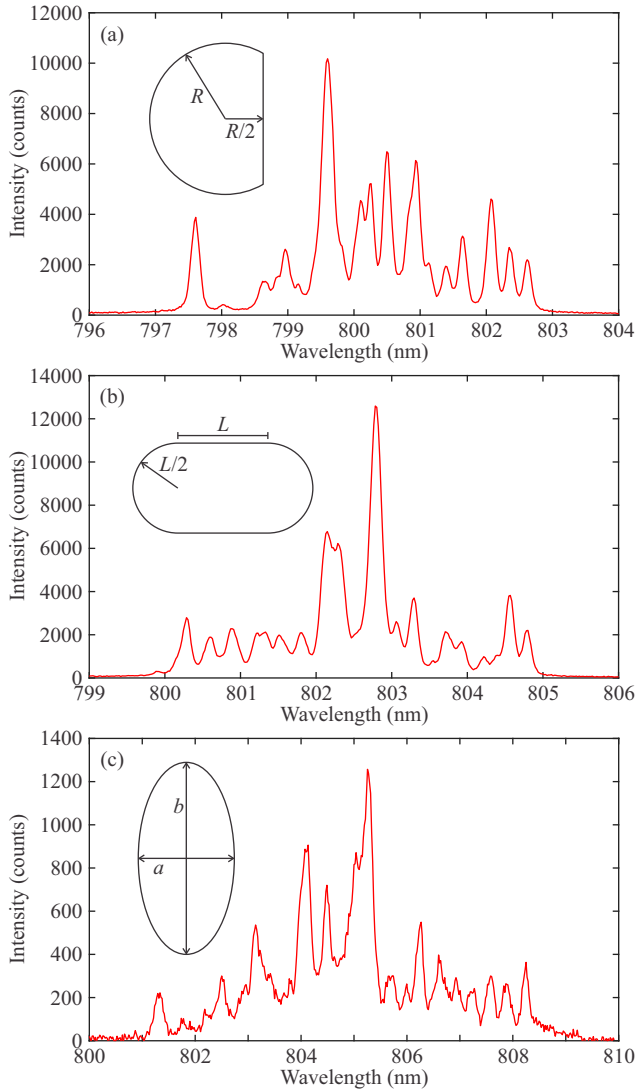 (a)
R
R/2
Intensity (counts)
12000
10000
8000
6000
4000
2000
0
796 797 798 799 800 801 802 803 804
Wavelength (nm)
(b)
L
L/2
Intensity (counts)
14000
12000
10000
8000
6000
4000
2000
0
799 800 801 802 803 804 805 806
Wavelength (nm)
(c)
b
a
Intensity (counts)
1400
1200
1000
800
600
400
200
0
800 802 804 806 808 810
Wavelength (nm)